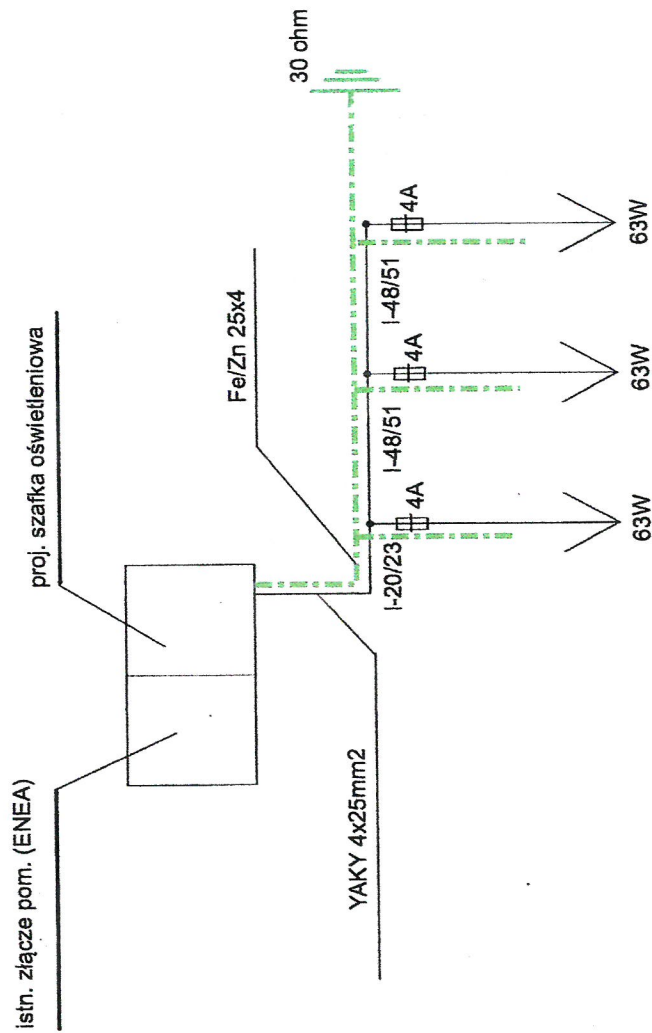 istn. złącze pom. (ENEA)
proj. szafka oświetleniowa
Fe/Zn 25x4
30 ohm
YAKY 4x25mm2
l-20/23
4A
l-48/51
4A
l-48/51
4A
63W
63W
63W